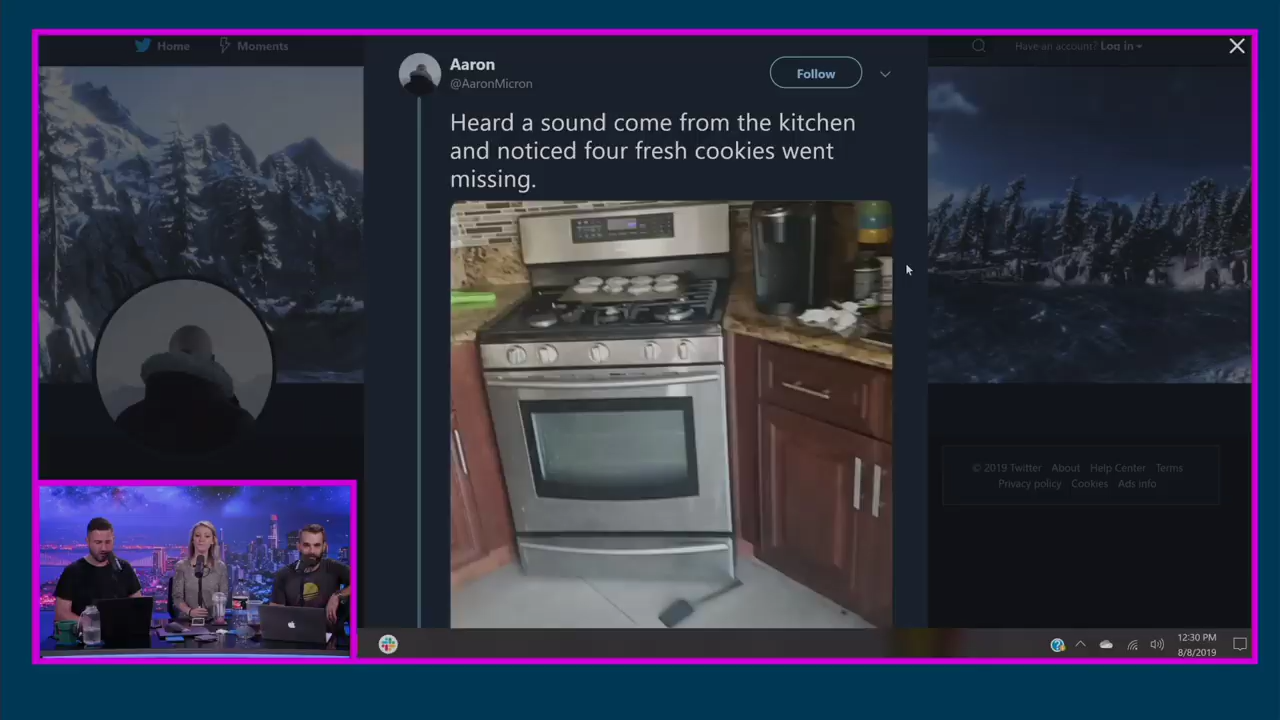 Home
Moments
Have an account? Log in
Aaron
@AaronMicron
Follow
Heard a sound come from the kitchen
and noticed four fresh cookies went
missing.
© 2019 Twitter About Help Center Terms
Privacy policy Cookies Ads info
12:30 PM
8/8/2019